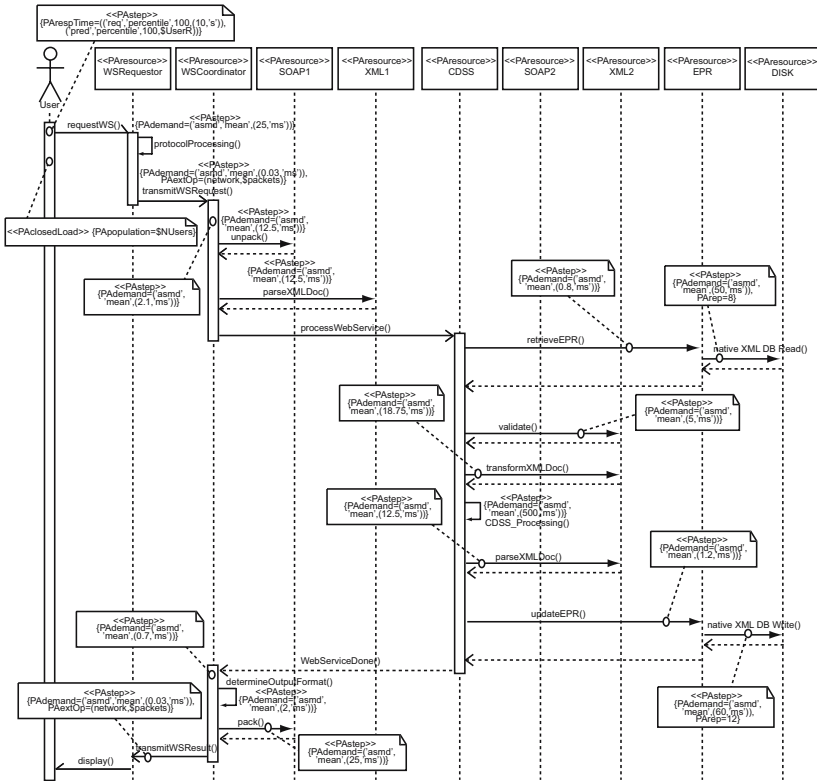 <<PAstep>>
{PArespTime=(('req','percentile',100,(10,'s')),
('pred','percentile',100,$UserR))}
<<PAresource>>
WSRequestor
<<PAresource>>
WSCoordinator
<<PAresource>>
SOAP1
<<PAresource>>
XML1
<<PAresource>>
CDSS
<<PAresource>>
SOAP2
<<PAresource>>
XML2
<<PAresource>>
EPR
<<PAresource>>
DISK
User
requestWS()
<<PAstep>>
{PAdemand=('asmd','mean',(25,'ms'))}
protocolProcessing()
<<PAstep>>
{PAdemand=('asmd','mean',(0.03,'ms')),
PAextOp=(network,$packets)}
transmitWSRequest()
<<PAclosedLoad>> {PApopulation=$NUsers}
<<PAstep>>
{PAdemand=('asmd',
'mean',(12.5,'ms'))}
unpack()
<<PAstep>>
{PAdemand=('asmd',
'mean',(2.1,'ms'))}
<<PAstep>>
{PAdemand=('asmd',
'mean',(12.5,'ms'))}
parseXMLDoc()
<<PAstep>>
{PAdemand=('asmd',
'mean',(0.8,'ms'))}
<<PAstep>>
{PAdemand=('asmd',
'mean',(50,'ms')),
PArep=8}
processWebService()
retrieveEPR()
native XML DB Read()
<<PAstep>>
{PAdemand=('asmd',
'mean',(18.75,'ms'))}
<<PAstep>>
{PAdemand=('asmd',
'mean',(5,'ms'))}
validate()
transformXMLDoc()
<<PAstep>>
{PAdemand=('asmd',
'mean',(12.5,'ms'))}
<<PAstep>>
{PAdemand=('asmd',
'mean',(500,'ms'))}
CDSS_Processing()
<<PAstep>>
{PAdemand=('asmd',
'mean',(1.2,'ms'))}
parseXMLDoc()
<<PAstep>>
{PAdemand=('asmd',
'mean',(0.7,'ms'))}
updateEPR()
native XML DB Write()
WebServiceDone()
determineOutputFormat()
<<PAstep>>
{PAdemand=('asmd','mean',(0.03,'ms')),
PAextOp=(network,$packets)}
<<PAstep>>
{PAdemand=('asmd',
'mean',(2,'ms'))}
<<PAstep>>
{PAdemand=('asmd',
'mean',(60,'ms')),
PArep=12}
pack()
<<PAstep>>
{PAdemand=('asmd',
'mean',(25,'ms'))}
transmitWSResult()
display()